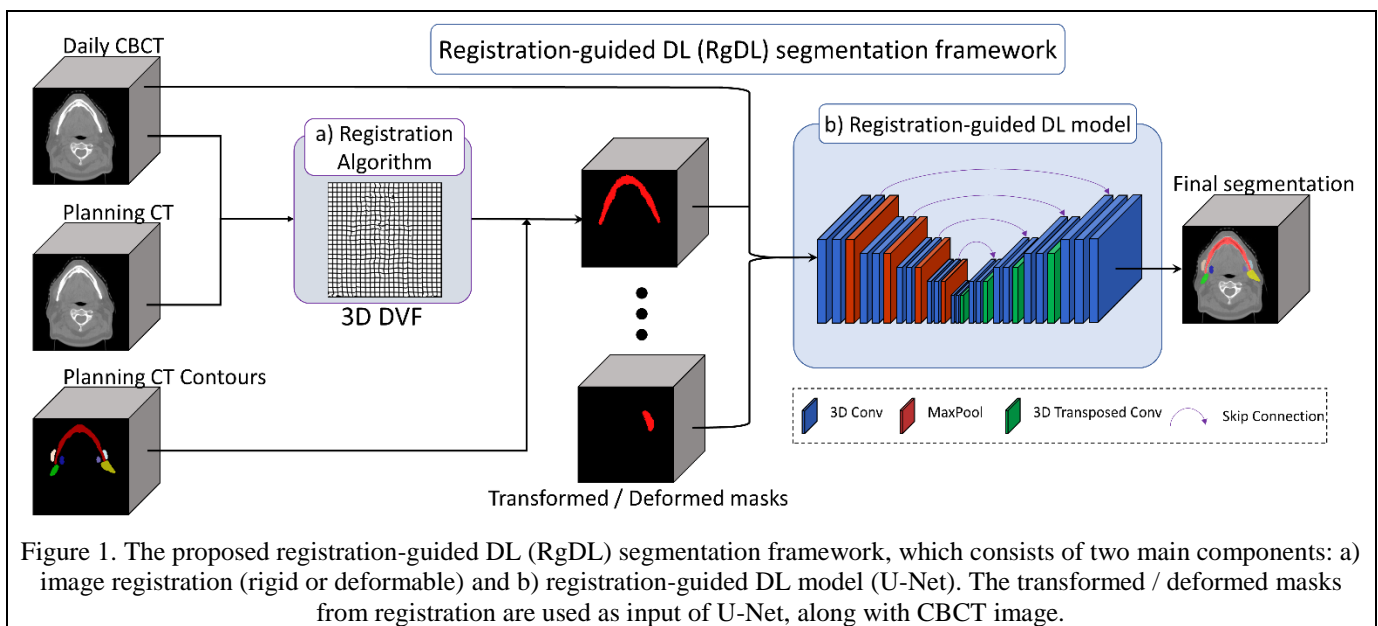 Daily CBCT
Registration-guided DL (RgDL) segmentation framework
a) Registration
Algorithm
3D DVF
Planning CT
Planning CT Contours
Transformed / Deformed masks
b) Registration-guided DL model
Final segmentation
3D Conv
MaxPool
3D Transposed Conv
Skip Connection
Figure 1. The proposed registration-guided DL (RgDL) segmentation framework, which consists of two main components: a)
image registration (rigid or deformable) and b) registration-guided DL model (U-Net). The transformed / deformed masks
from registration are used as input of U-Net, along with CBCT image.